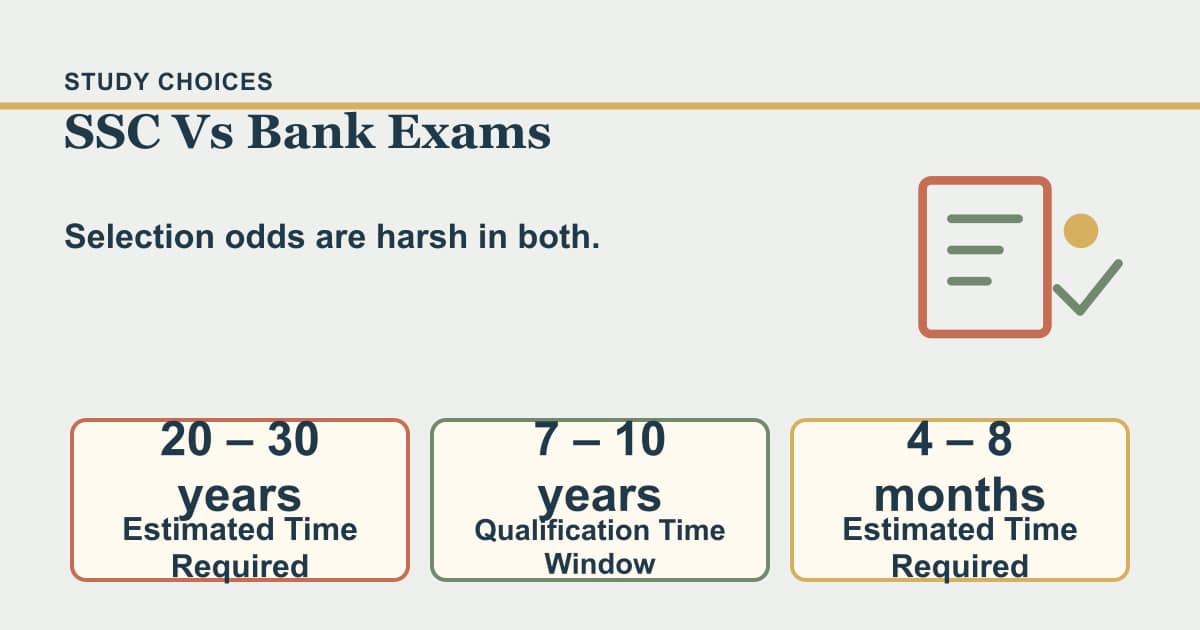 STUDY CHOICES
SSC Vs Bank Exams
Selection odds are harsh in both.
20 – 30
years
Estimated Time
Required
7 – 10
years
Qualification Time
Window
4 – 8
months
Estimated Time
Required